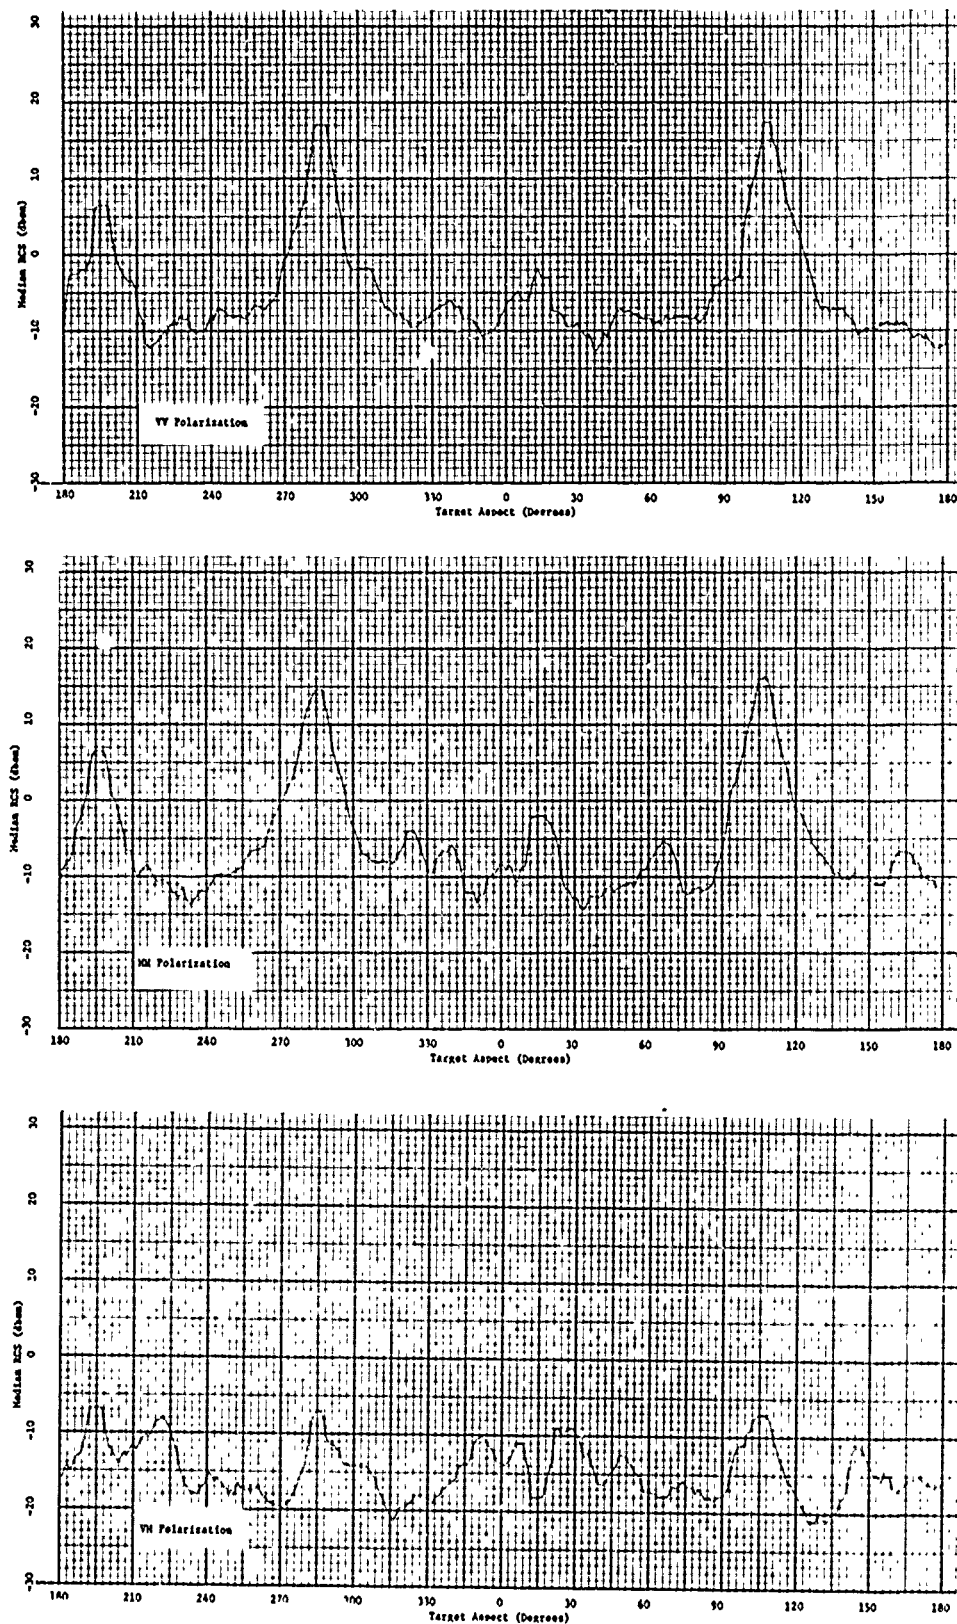 30
20
10
0
-10
-20
-30
Median RCS (dbsm)
VV Polarization
180 210 240 270 300 330 0 30 60 90 120 150 180
Target Aspect (Degrees)
30
20
10
0
-10
-20
-30
Median RCS (dbsm)
HH Polarization
180 210 240 270 300 330 0 30 60 90 120 150 180
Target Aspect (Degrees)
30
20
10
0
-10
-20
-30
Median RCS (dbsm)
VH Polarization
180 210 240 270 300 330 0 30 60 90 120 150 180
Target Aspect (Degrees)